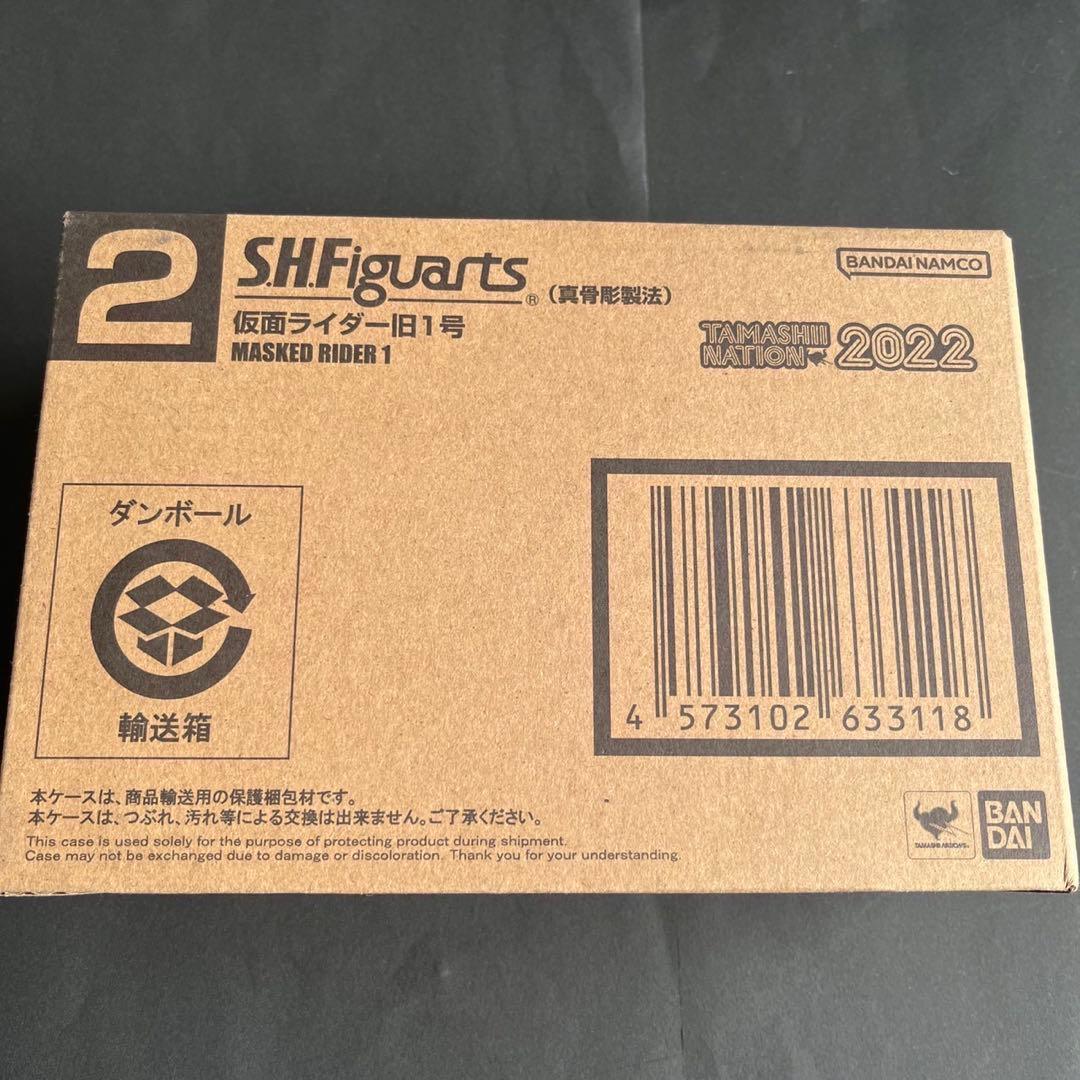 2
S.H.Figuarts® (真骨彫製法)
仮面ライダー旧1号
MASKED RIDER 1
BANDAI NAMCO
TAMASHII NATION 2022
ダンボール
輸送箱
4 573102 633118
本ケースは、商品輸送用の保護梱包材です。
本ケースは、つぶれ、汚れ等による交換は出来ません。ご了承ください。
This case is used solely for the purpose of protecting product during shipment.
Case may not be exchanged due to damage or discoloration. Thank you for your understanding.
TAMASHII NATIONS
BAN
DAI